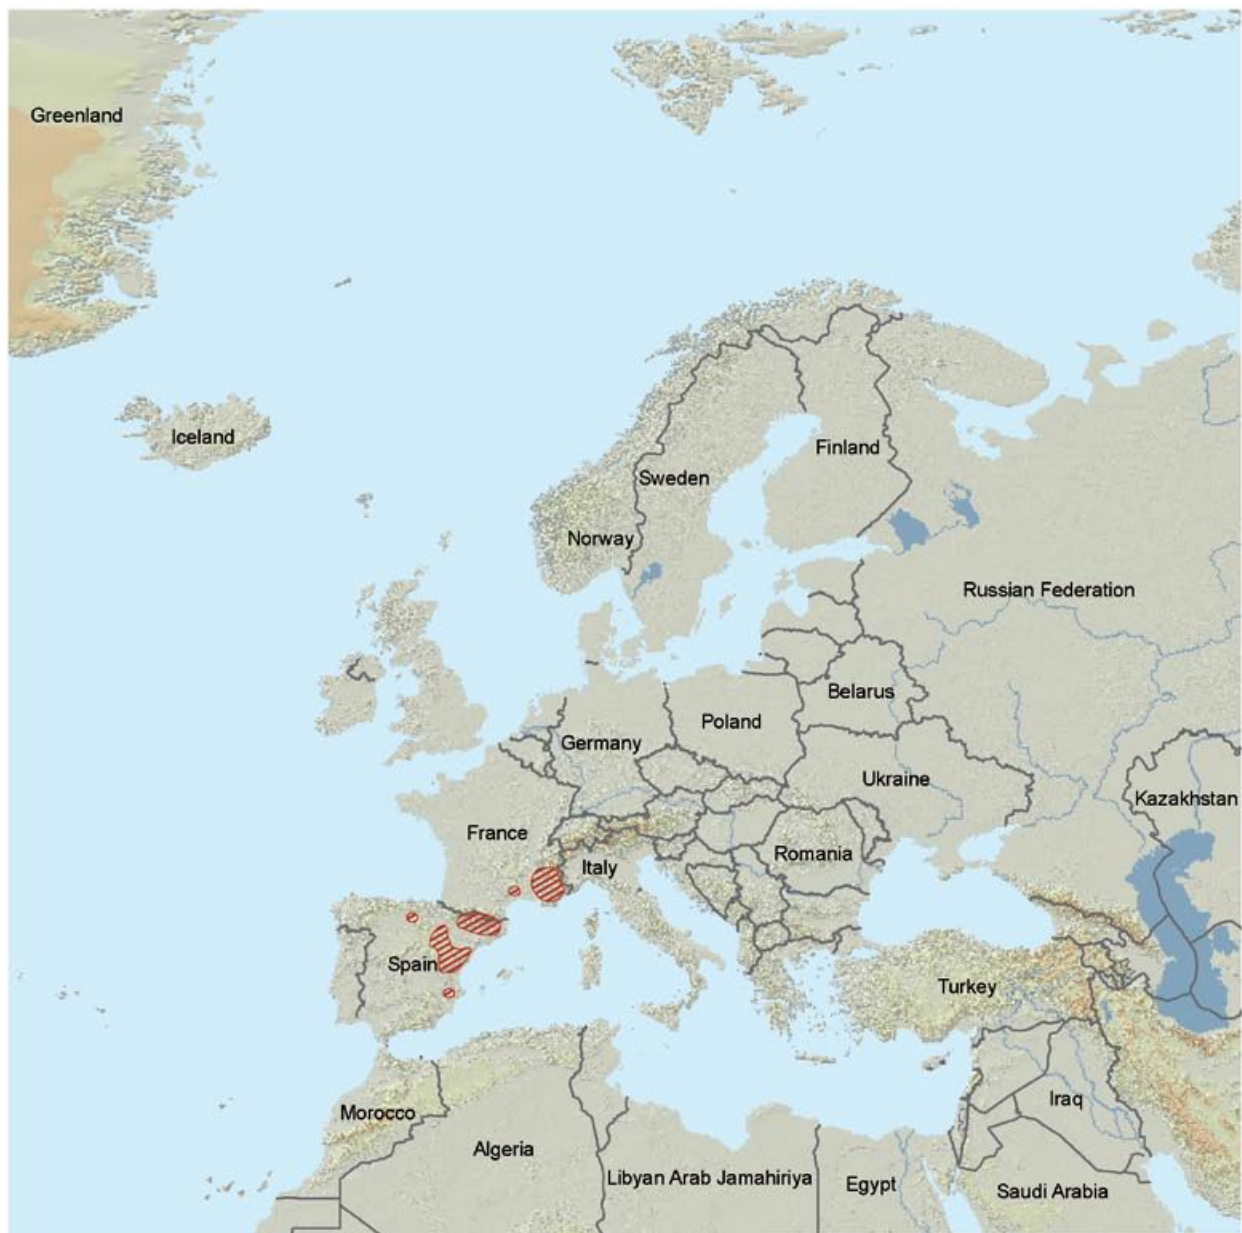 Greenland
Iceland
Finland
Sweden
Norway
Russian Federation
Belarus
Poland
Germany
Ukraine
Kazakhstan
France
Romania
Italy
Spain
Turkey
Iraq
Morocco
Algeria
Libyan Arab Jamahiriya
Egypt
Saudi Arabia